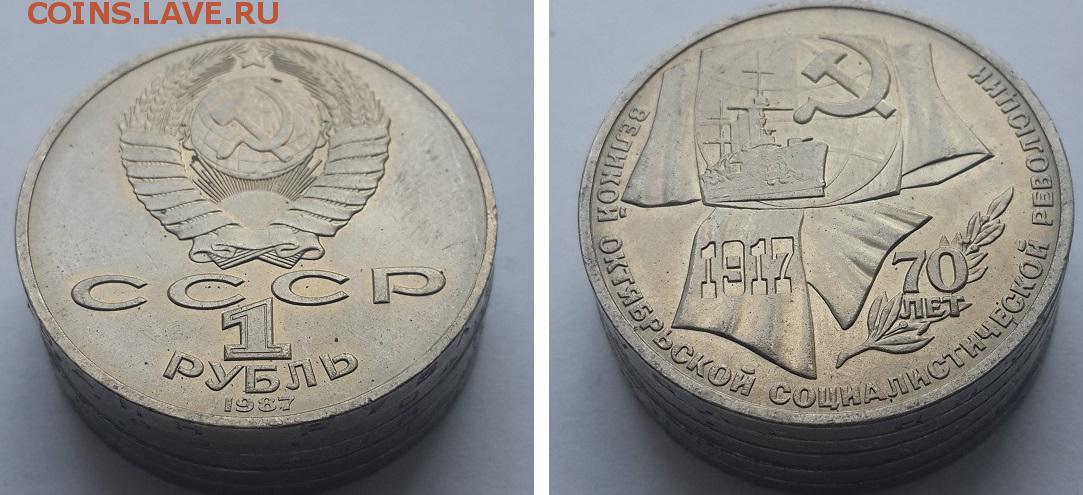 COINS.LAVE.RU
СССР
1
РУБЛЬ
1987
1917
70
ЛЕТ
ВЕЛИКОЙ ОКТЯБРЬСКОЙ СОЦИАЛИСТИЧЕСКОЙ РЕВОЛЮЦИИ